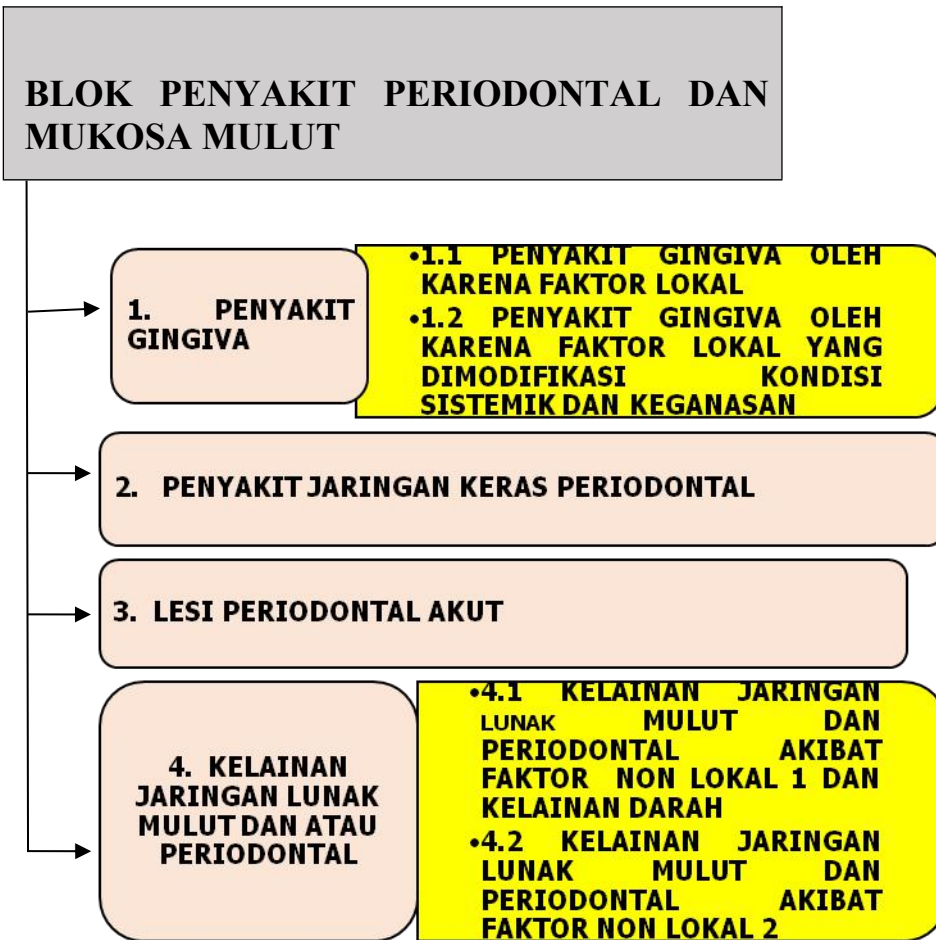 BLOK PENYAKIT PERIODONTAL DAN
MUKOSA MULUT
1. PENYAKIT
GINGIVA
•1.1 PENYAKIT GINGIVA OLEH
KARENA FAKTOR LOKAL
•1.2 PENYAKIT GINGIVA OLEH
KARENA FAKTOR LOKAL YANG
DIMODIFIKASI KONDISI
SISTEMIK DAN KEGANASAN
2. PENYAKIT JARINGAN KERAS PERIODONTAL
3. LESI PERIODONTAL AKUT
4. KELAINAN
JARINGAN LUNAK
MULUT DAN ATAU
PERIODONTAL
•4.1 KELAINAN JARINGAN
LUNAK MULUT DAN
PERIODONTAL AKIBAT
FAKTOR NON LOKAL 1 DAN
KELAINAN DARAH
•4.2 KELAINAN JARINGAN
LUNAK MULUT DAN
PERIODONTAL AKIBAT
FAKTOR NON LOKAL 2